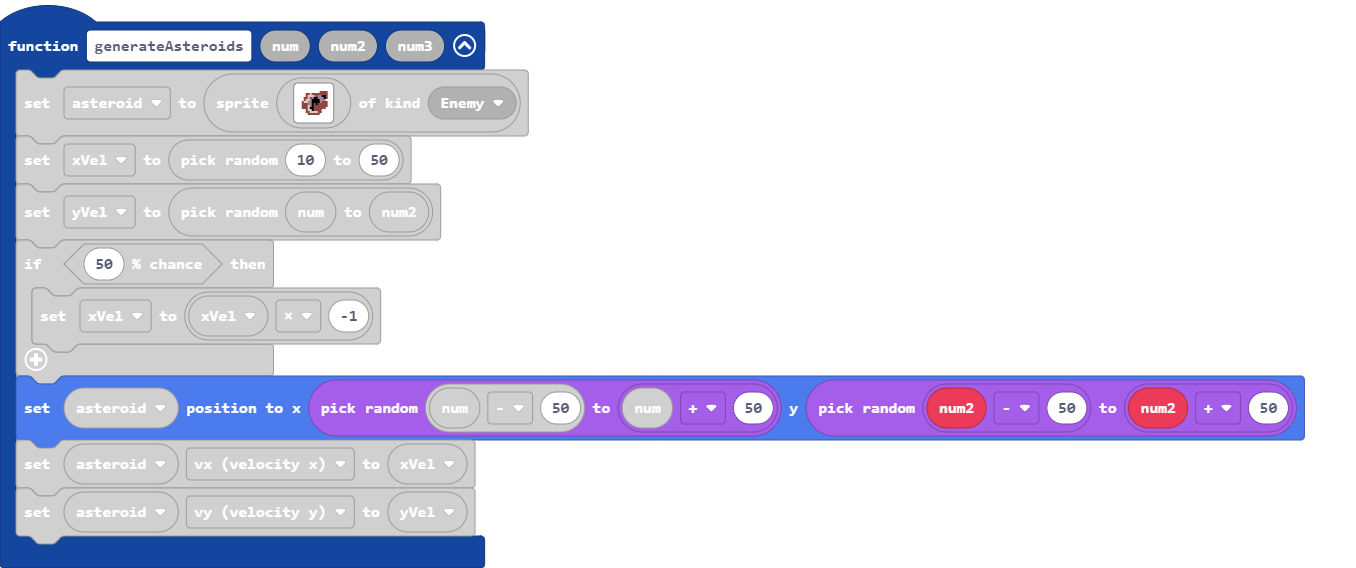 function generateAsteroids num num2 num3
set asteroid to sprite of kind Enemy
set xVel to pick random 10 to 50
set yVel to pick random num to num2
if 50 % chance then
set xVel to xVel × -1
set asteroid position to x pick random num - 50 to num + 50 y pick random num2 - 50 to num2 + 50
set asteroid vx (velocity x) to xVel
set asteroid vy (velocity y) to yVel